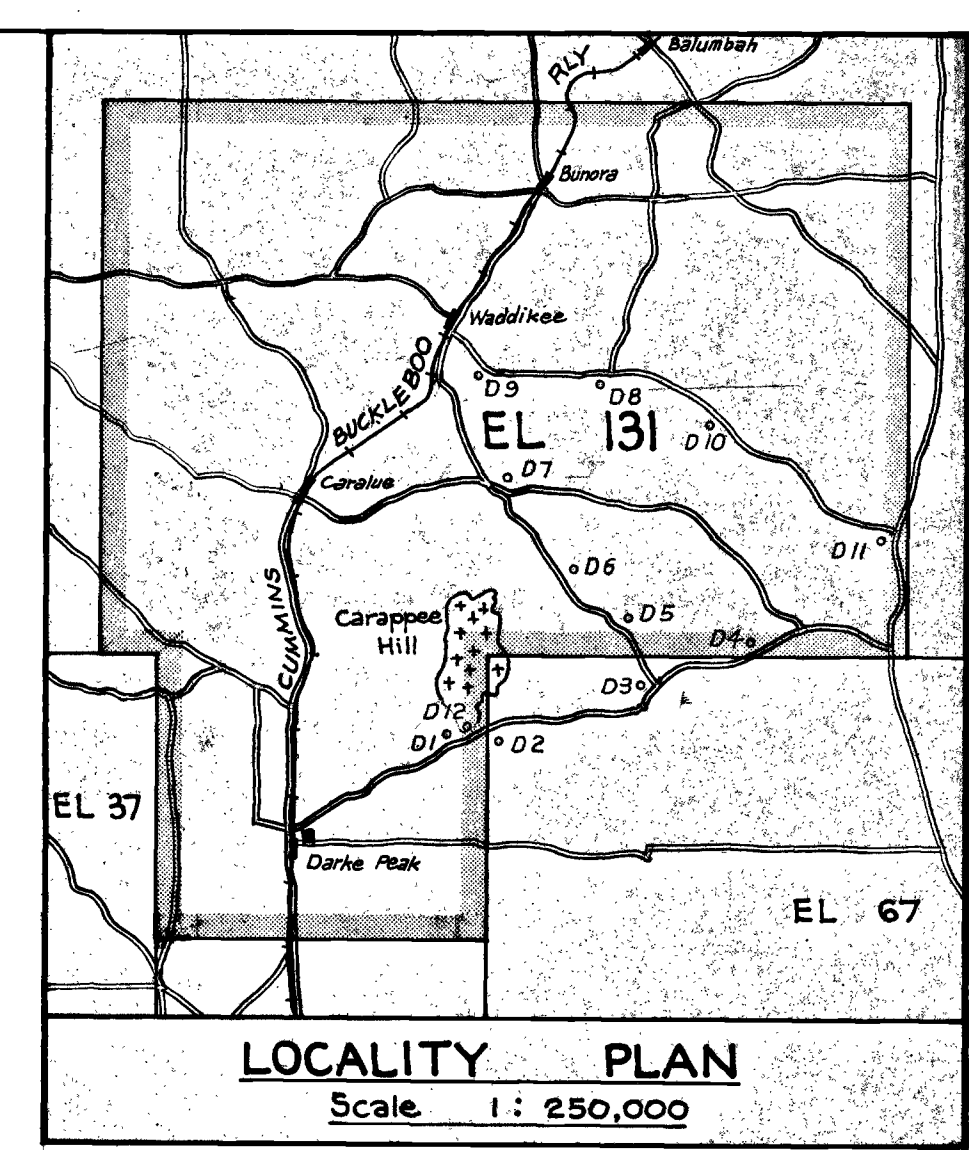 Balumbah
RLY
Bunora
Waddikee
BUCKLEBOO
D9
D8
EL 131
D10
D7
Caralue
D11
D6
CUMMINS
Carappee
Hill
D5
D4
D3
D12
D1
D2
EL 37
Darke Peak
EL 67
LOCALITY PLAN
Scale 1 : 250,000